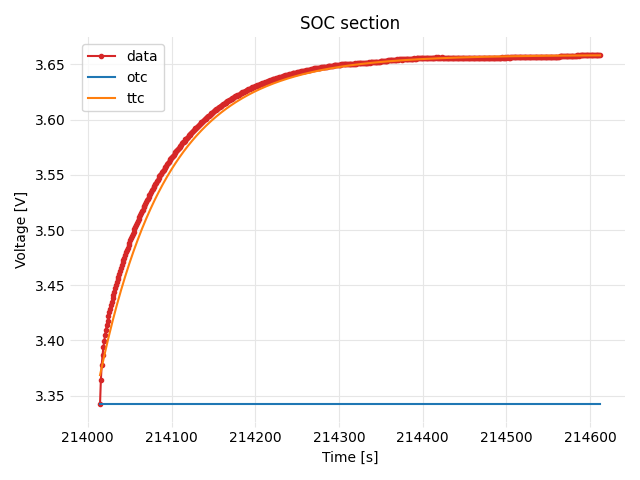 SOC section
data
otc
ttc
Voltage [V]
3.65
3.60
3.55
3.50
3.45
3.40
3.35
214000 214100 214200 214300 214400 214500 214600
Time [s]